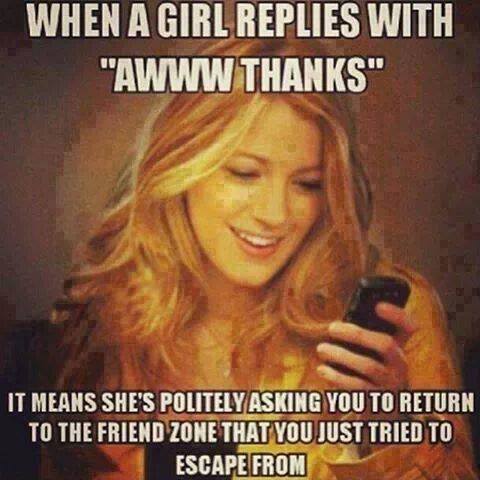 WHEN A GIRL REPLIES WITH
"AWWW THANKS"
IT MEANS SHE'S POLITELY ASKING YOU TO RETURN
TO THE FRIEND ZONE THAT YOU JUST TRIED TO
ESCAPE FROM